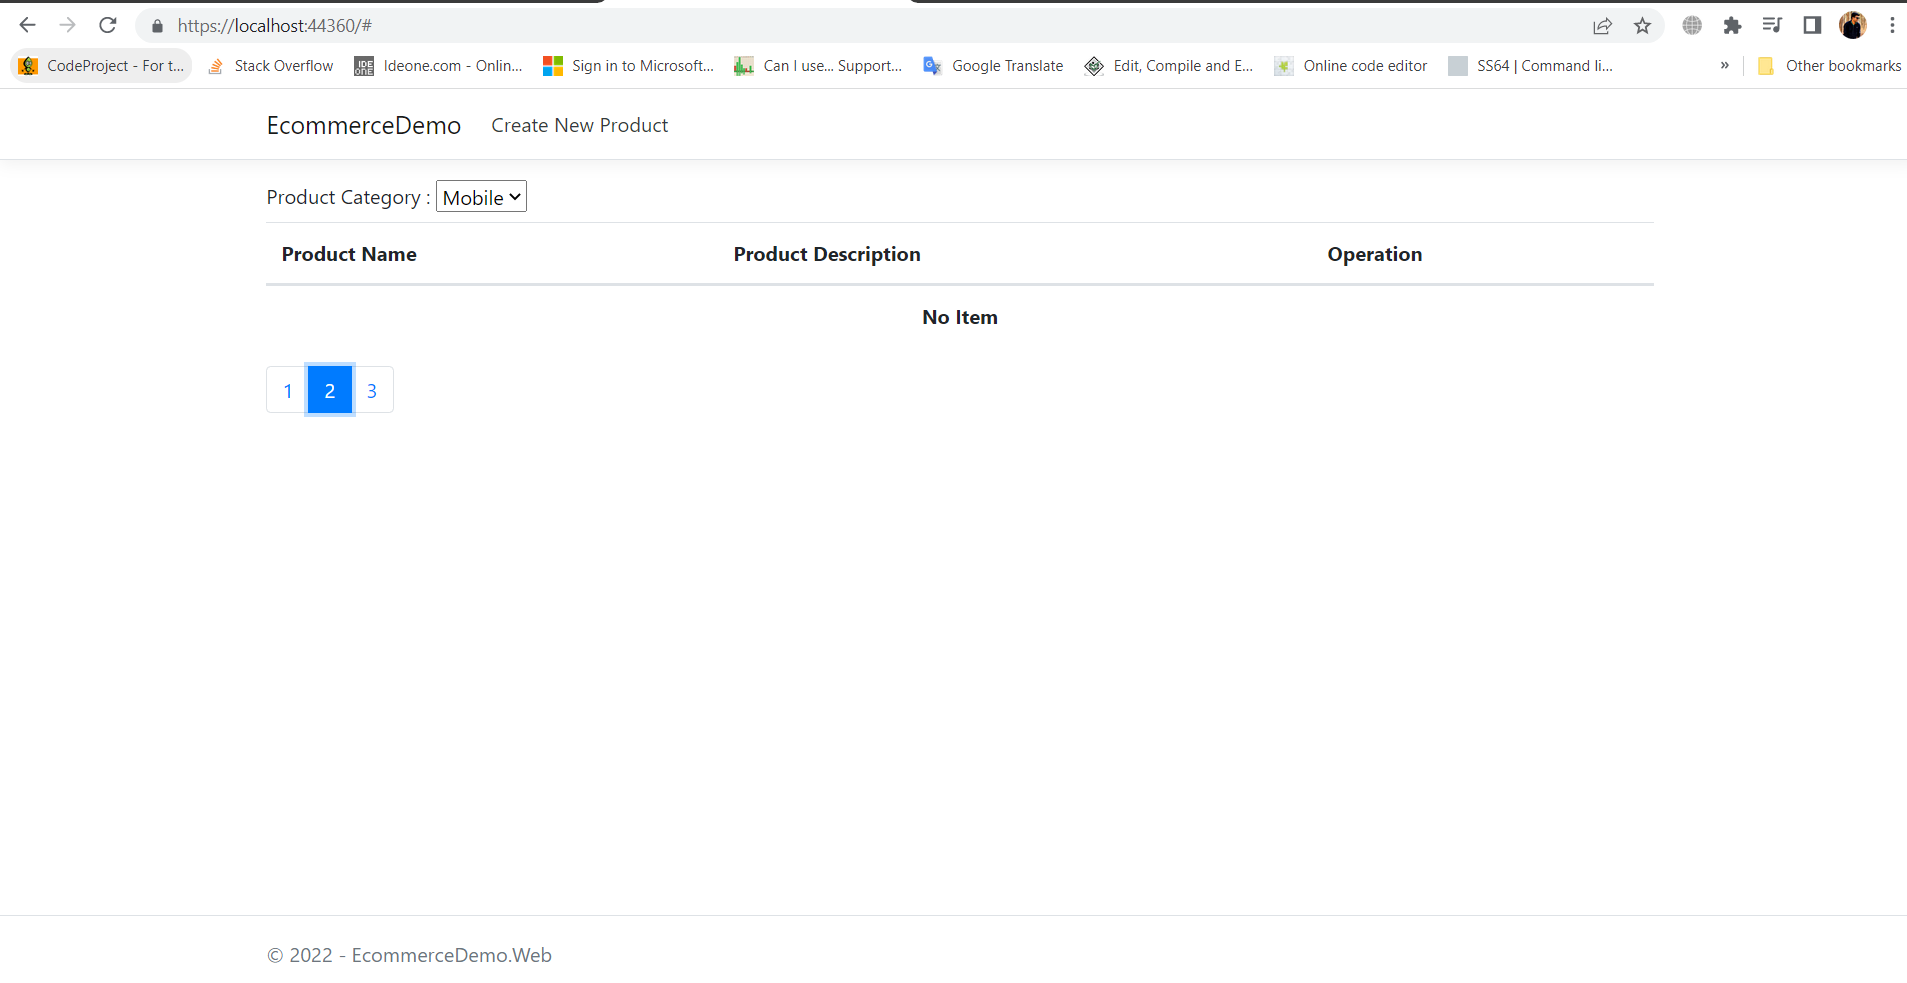 https://localhost:44360/#
CodeProject - For t... Stack Overflow IDE ONE Ideone.com - Onlin... Sign in to Microsoft... Can I use... Support... Google Translate Edit, Compile and E... Online code editor SS64 | Command li... » Other bookmarks
EcommerceDemo Create New Product
Product Category : Mobile
Product Name Product Description Operation
No Item
1 2 3
© 2022 - EcommerceDemo.Web